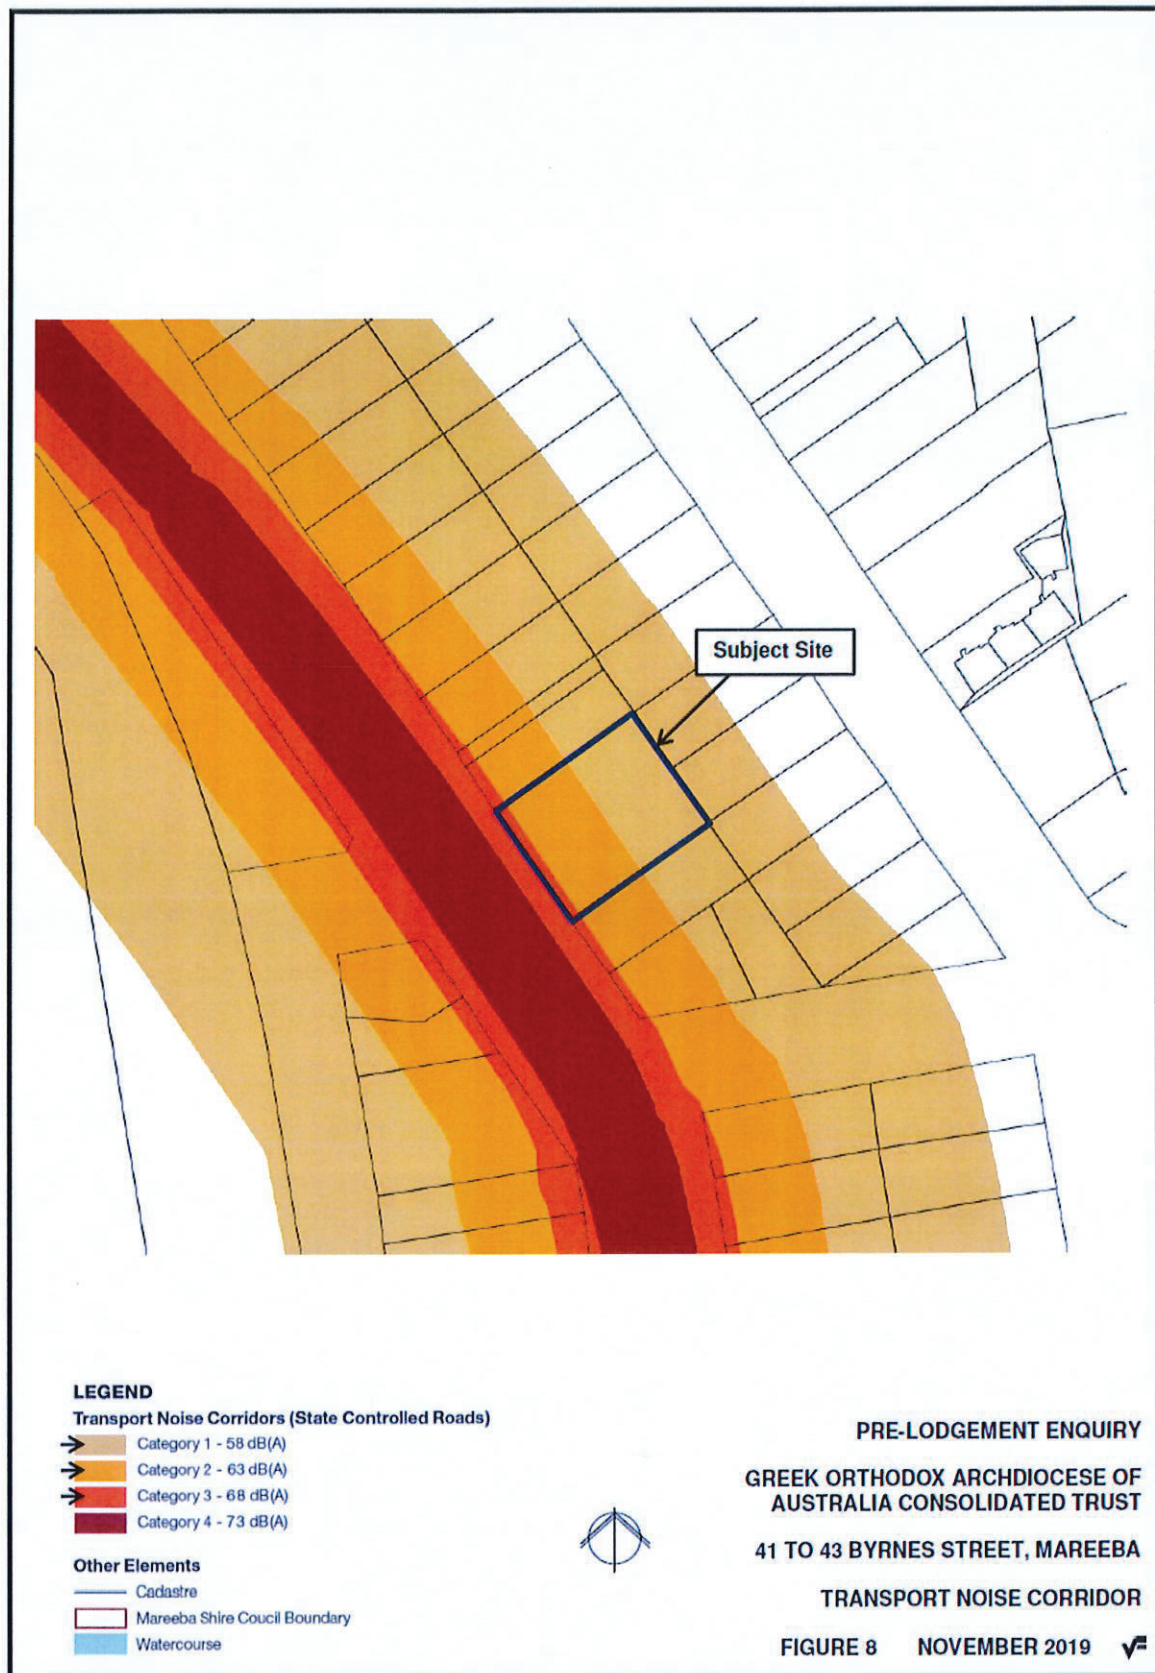 Subject Site
LEGEND
Transport Noise Corridors (State Controlled Roads)
Category 1 - 58 dB(A)
Category 2 - 63 dB(A)
Category 3 - 68 dB(A)
Category 4 - 73 dB(A)
Other Elements
Cadastre
Mareeba Shire Coucil Boundary
Watercourse
PRE-LODGEMENT ENQUIRY
GREEK ORTHODOX ARCHDIOCESE OF
AUSTRALIA CONSOLIDATED TRUST
41 TO 43 BYRNES STREET, MAREEBA
TRANSPORT NOISE CORRIDOR
FIGURE 8 NOVEMBER 2019